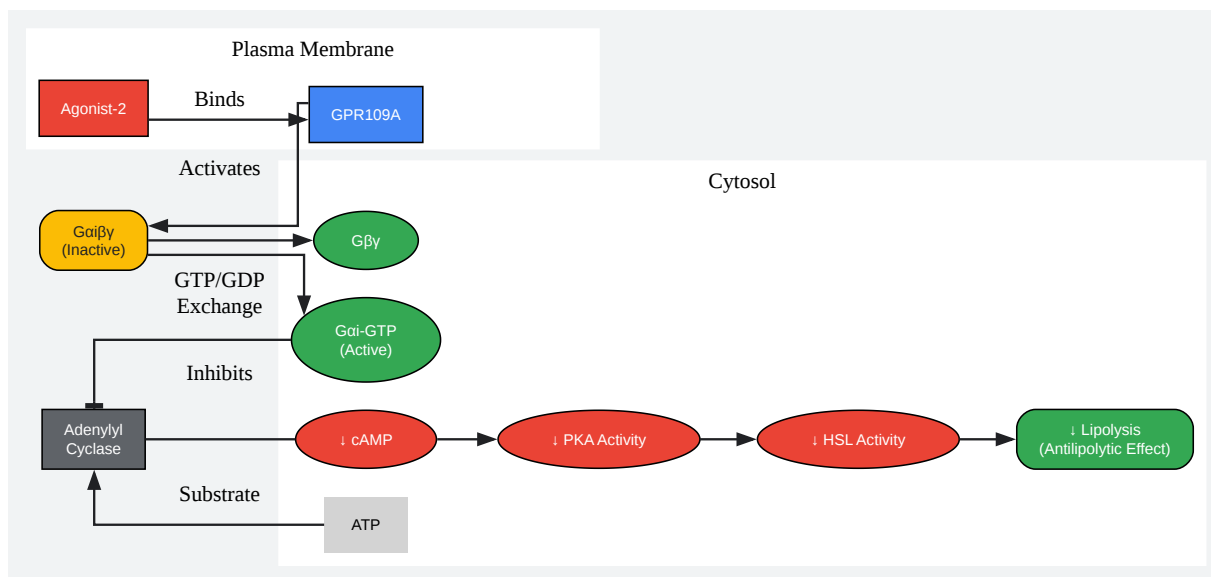 Plasma Membrane
Agonist-2
Binds
GPR109A
Activates
Cytosol
Gαiβγ
(Inactive)
Gβγ
GTP/GDP
Exchange
Gαi-GTP
(Active)
Inhibits
Adenylyl
Cyclase
↓ cAMP
↓ PKA Activity
↓ HSL Activity
↓ Lipolysis
(Antilipolytic Effect)
Substrate
ATP